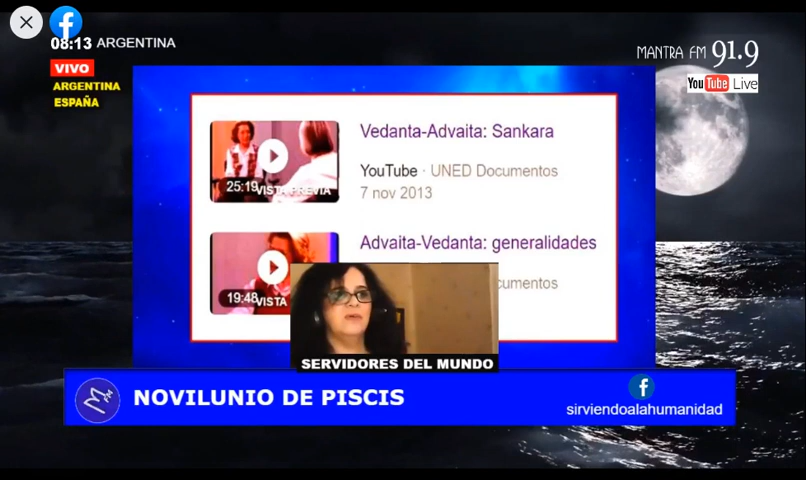 08:13 ARGENTINA
VIVO
ARGENTINA
ESPAÑA
MANTRA FM 91.9
YouTube Live
Vedanta-Advaita: Sankara
YouTube · UNED Documentos
7 nov 2013
25:19
VISTA PREVIA
Advaita-Vedanta: generalidades
cumentos
19:48
VISTA
SERVIDORES DEL MUNDO
NOVILUNIO DE PISCIS
sirviendoalahumanidad